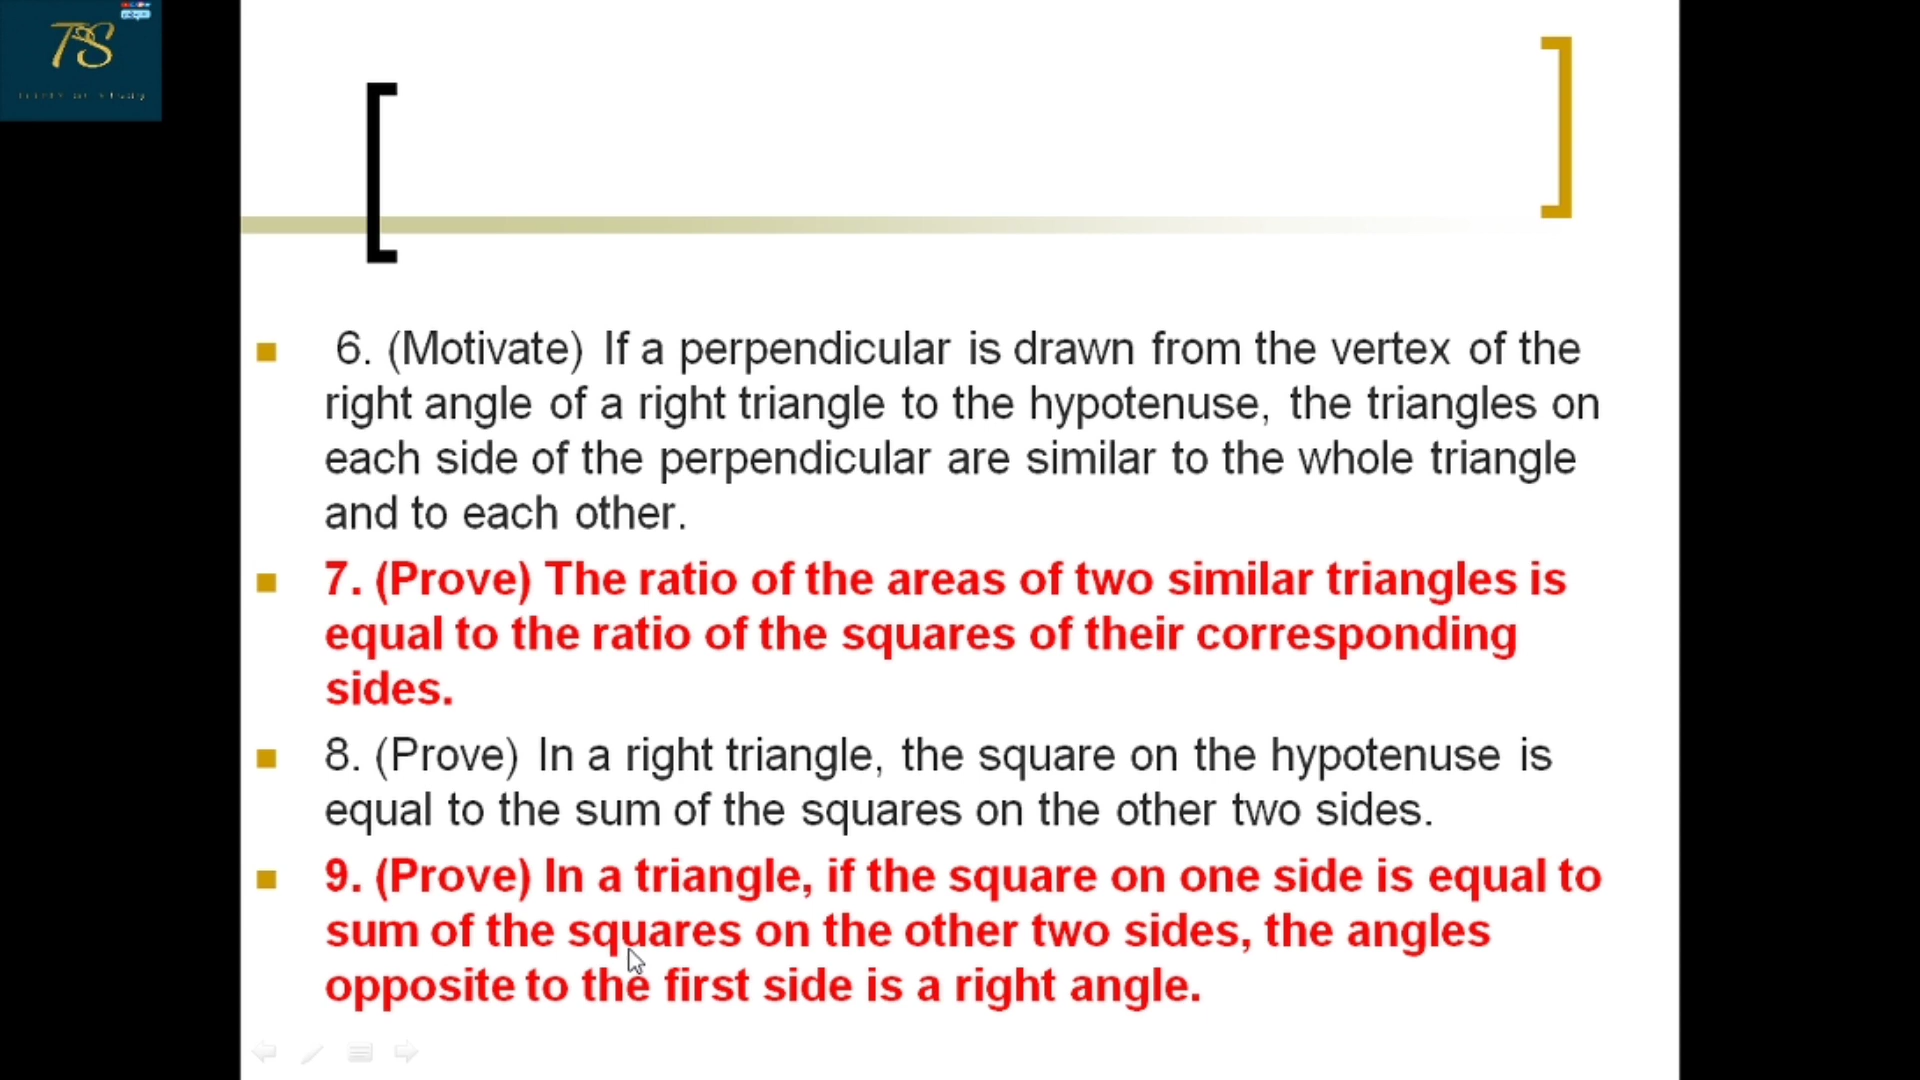 TS
6. (Motivate) If a perpendicular is drawn from the vertex of the
right angle of a right triangle to the hypotenuse, the triangles on
each side of the perpendicular are similar to the whole triangle
and to each other.
7. (Prove) The ratio of the areas of two similar triangles is
equal to the ratio of the squares of their corresponding
sides.
8. (Prove) In a right triangle, the square on the hypotenuse is
equal to the sum of the squares on the other two sides.
9. (Prove) In a triangle, if the square on one side is equal to
sum of the squares on the other two sides, the angles
opposite to the first side is a right angle.